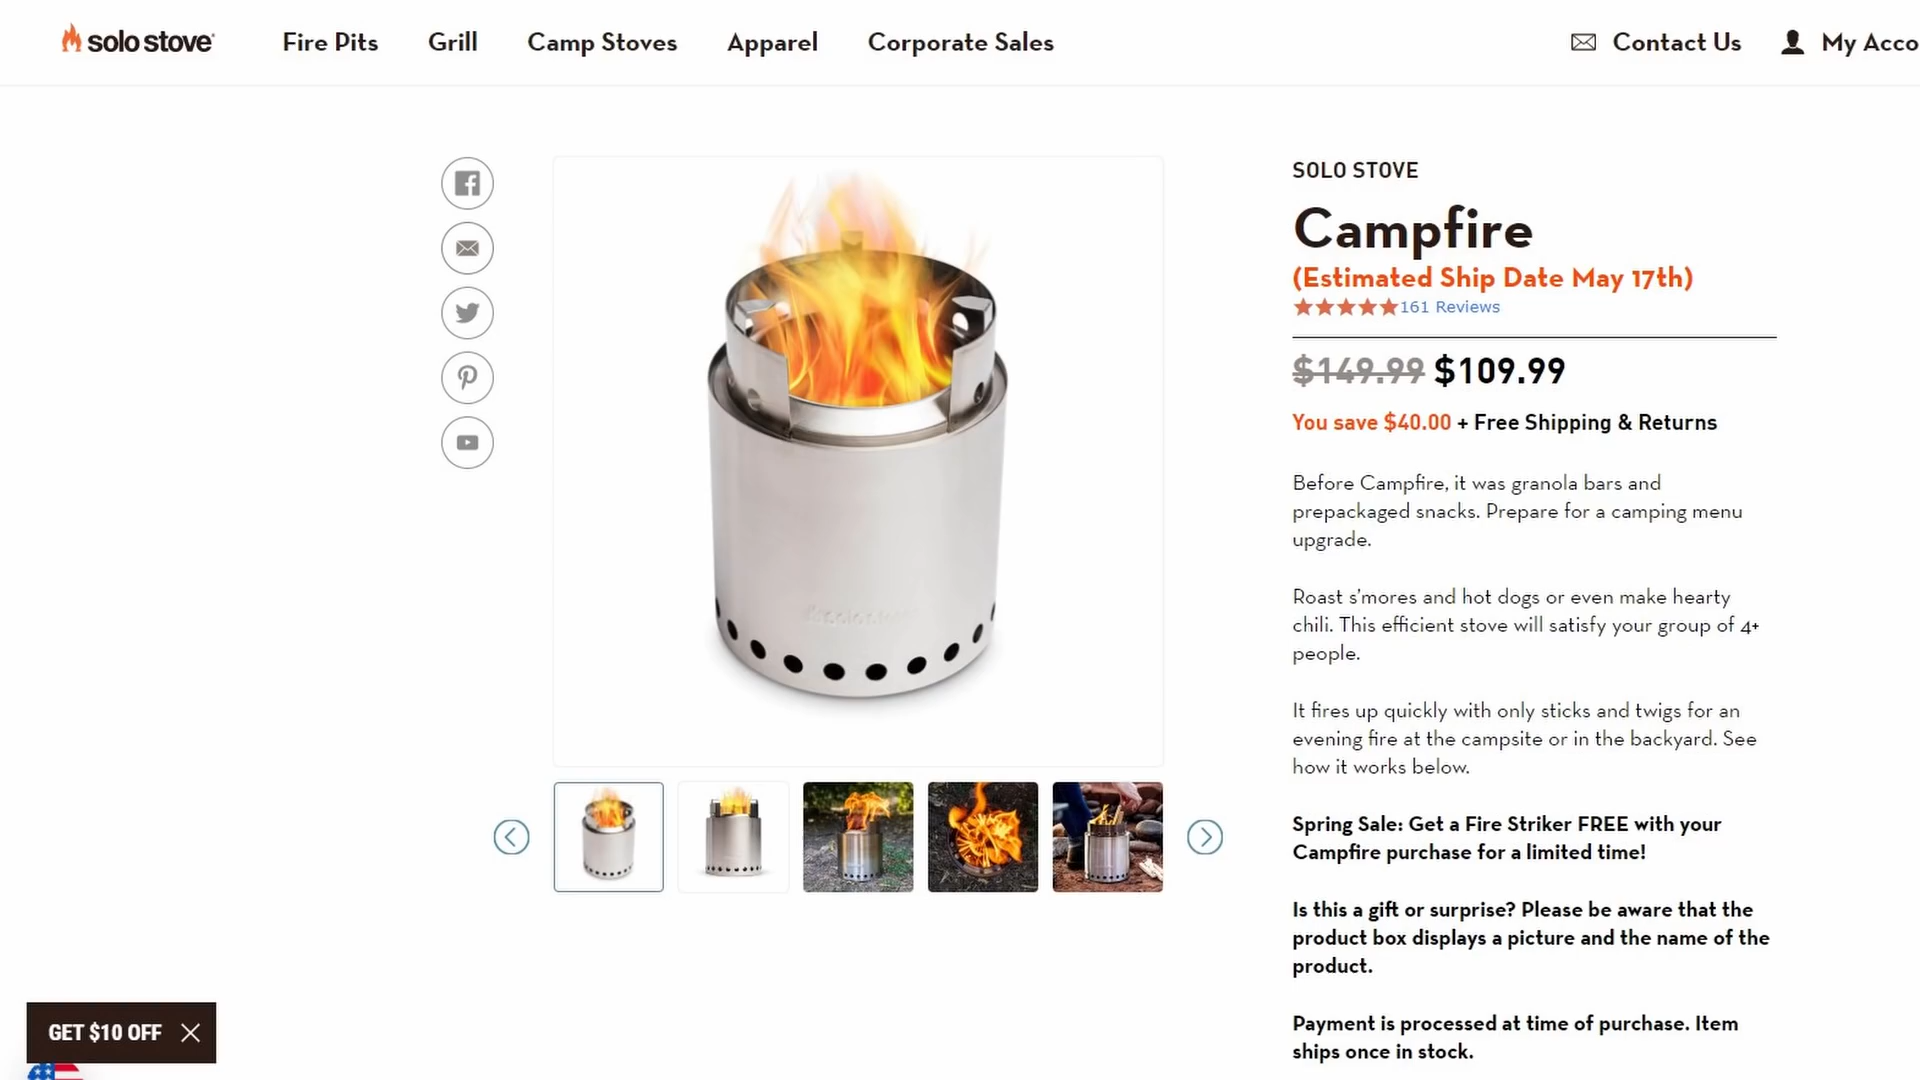 solo stove
Fire Pits
Grill
Camp Stoves
Apparel
Corporate Sales
Contact Us
My Acco
SOLO STOVE
Campfire
(Estimated Ship Date May 17th)
161 Reviews
$149.99 $109.99
You save $40.00 + Free Shipping & Returns
Before Campfire, it was granola bars and
prepackaged snacks. Prepare for a camping menu
upgrade.
Roast s’mores and hot dogs or even make hearty
chili. This efficient stove will satisfy your group of 4+
people.
It fires up quickly with only sticks and twigs for an
evening fire at the campsite or in the backyard. See
how it works below.
Spring Sale: Get a Fire Striker FREE with your
Campfire purchase for a limited time!
Is this a gift or surprise? Please be aware that the
product box displays a picture and the name of the
product.
Payment is processed at time of purchase. Item
ships once in stock.
solo stove
GET $10 OFF